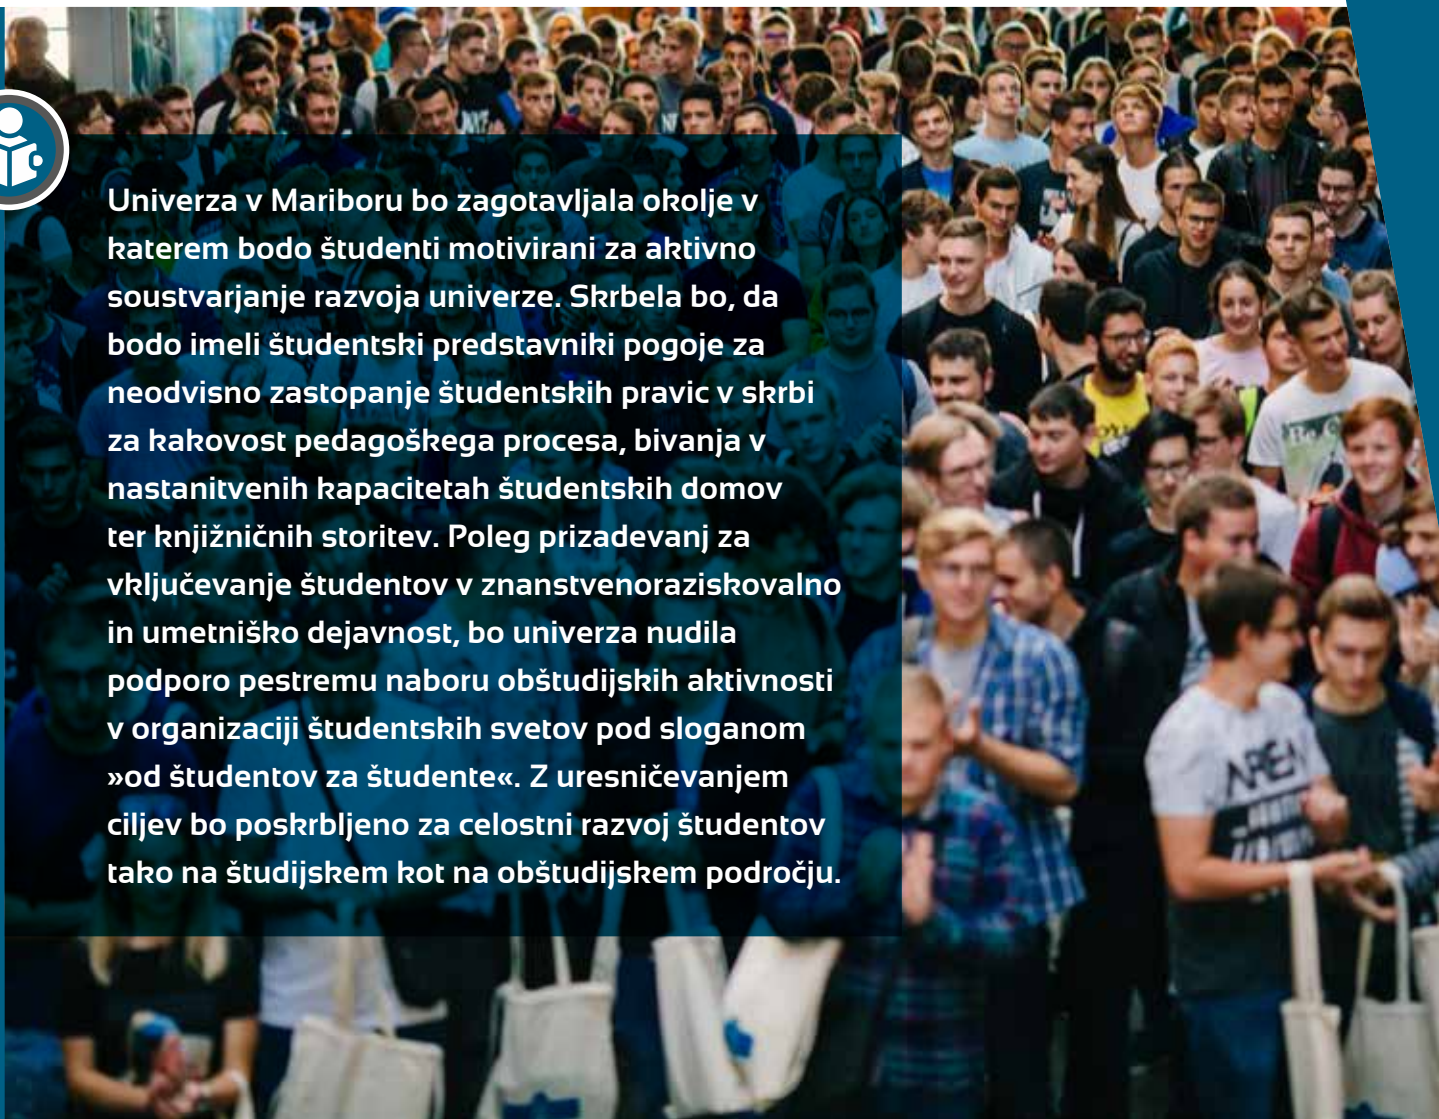 Univerza v Mariboru bo zagotavljala okolje v
katerem bodo študenti motivirani za aktivno
soustvarjanje razvoja univerze. Skrbela bo, da
bodo imeli študentski predstavniki pogoje za
neodvisno zastopanje študentskih pravic v skrbi
za kakovost pedagoškega procesa, bivanja v
nastanitvenih kapacitetah študentskih domov
ter knjižničnih storitev. Poleg prizadevanj za
vključevanje študentov v znanstvenoraziskovalno
in umetniško dejavnost, bo univerza nudila
podporo pestremu naboru obštudijskih aktivnosti
v organizaciji študentskih svetov pod sloganom
»od študentov za študente«. Z uresničevanjem
ciljev bo poskrbljeno za celostni razvoj študentov
tako na študijskem kot na obštudijskem področju.
AREA